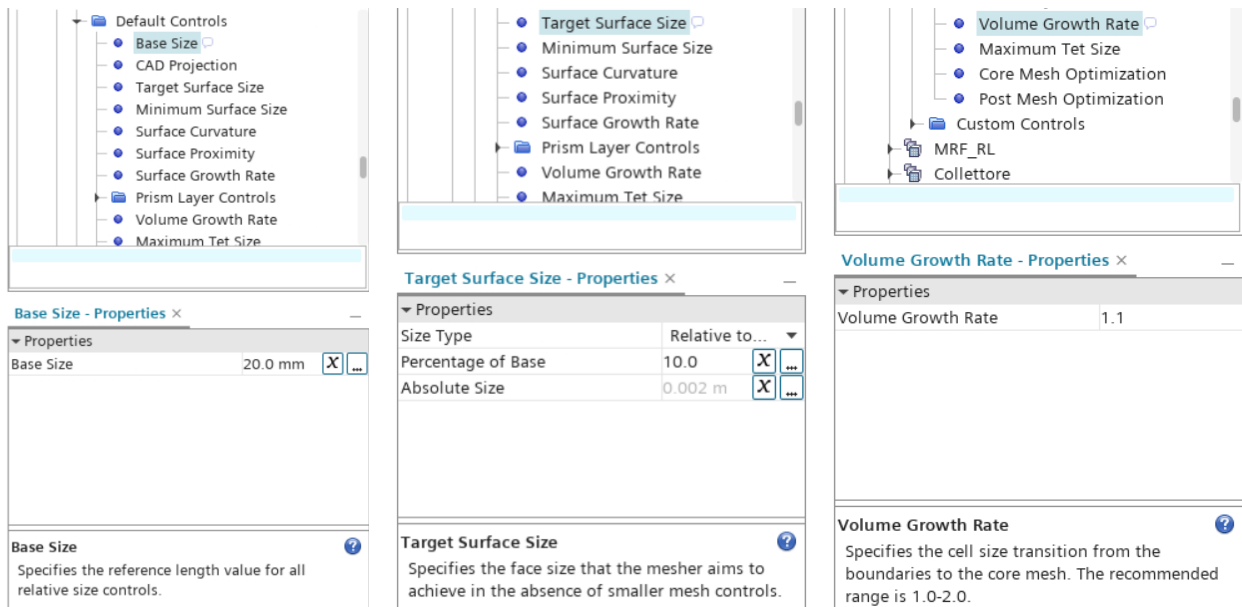 Default Controls
Base Size
CAD Projection
Target Surface Size
Minimum Surface Size
Surface Curvature
Surface Proximity
Surface Growth Rate
Prism Layer Controls
Volume Growth Rate
Maximum Tet Size
Base Size - Properties ×
Properties
Base Size 20.0 mm x ...
Base Size ?
Specifies the reference length value for all
relative size controls.
Target Surface Size
Minimum Surface Size
Surface Curvature
Surface Proximity
Surface Growth Rate
Prism Layer Controls
Volume Growth Rate
Maximum Tet Size
Target Surface Size - Properties ×
Properties
Size Type Relative to...
Percentage of Base 10.0 x ...
Absolute Size 0.002 m x ...
Target Surface Size ?
Specifies the face size that the mesher aims to
achieve in the absence of smaller mesh controls.
Volume Growth Rate
Maximum Tet Size
Core Mesh Optimization
Post Mesh Optimization
Custom Controls
MRF_RL
Collettore
Volume Growth Rate - Properties ×
Properties
Volume Growth Rate 1.1
Volume Growth Rate ?
Specifies the cell size transition from the
boundaries to the core mesh. The recommended
range is 1.0-2.0.